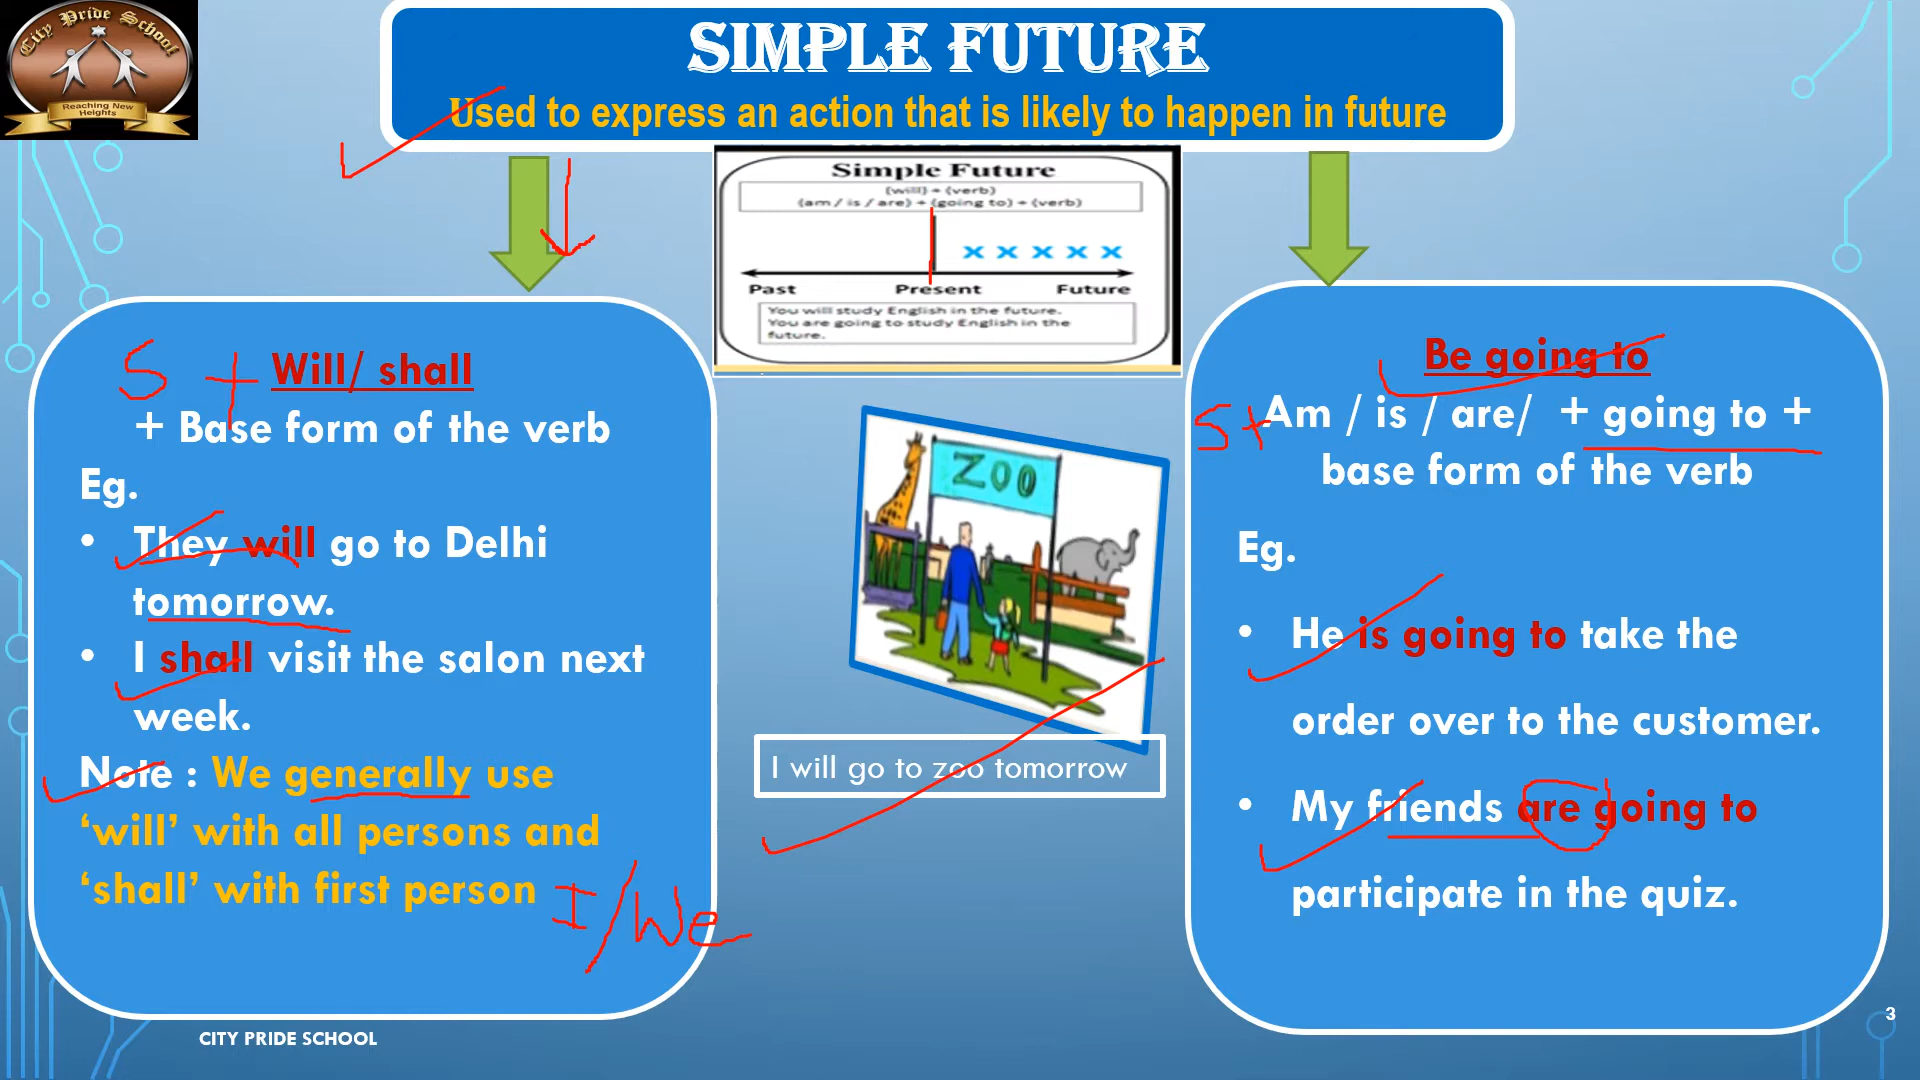 City Pride School
Reaching New
Heights
SIMPLE FUTURE
Used to express an action that is likely to happen in future
Simple Future
(will) + (verb)
(am / is / are) + (going to) + (verb)
x x x x x
Past Present Future
You will study English in the future.
You are going to study English in the
future.
S + Will/ shall
+ Base form of the verb
Eg.
• They will go to Delhi
tomorrow.
• I shall visit the salon next
week.
Note : We generally use
‘will’ with all persons and
‘shall’ with first person I/We
ZOO
I will go to zoo tomorrow
Be going to
S+ Am / is / are/ + going to +
base form of the verb
Eg.
• He is going to take the
order over to the customer.
• My friends are going to
participate in the quiz.
CITY PRIDE SCHOOL
3